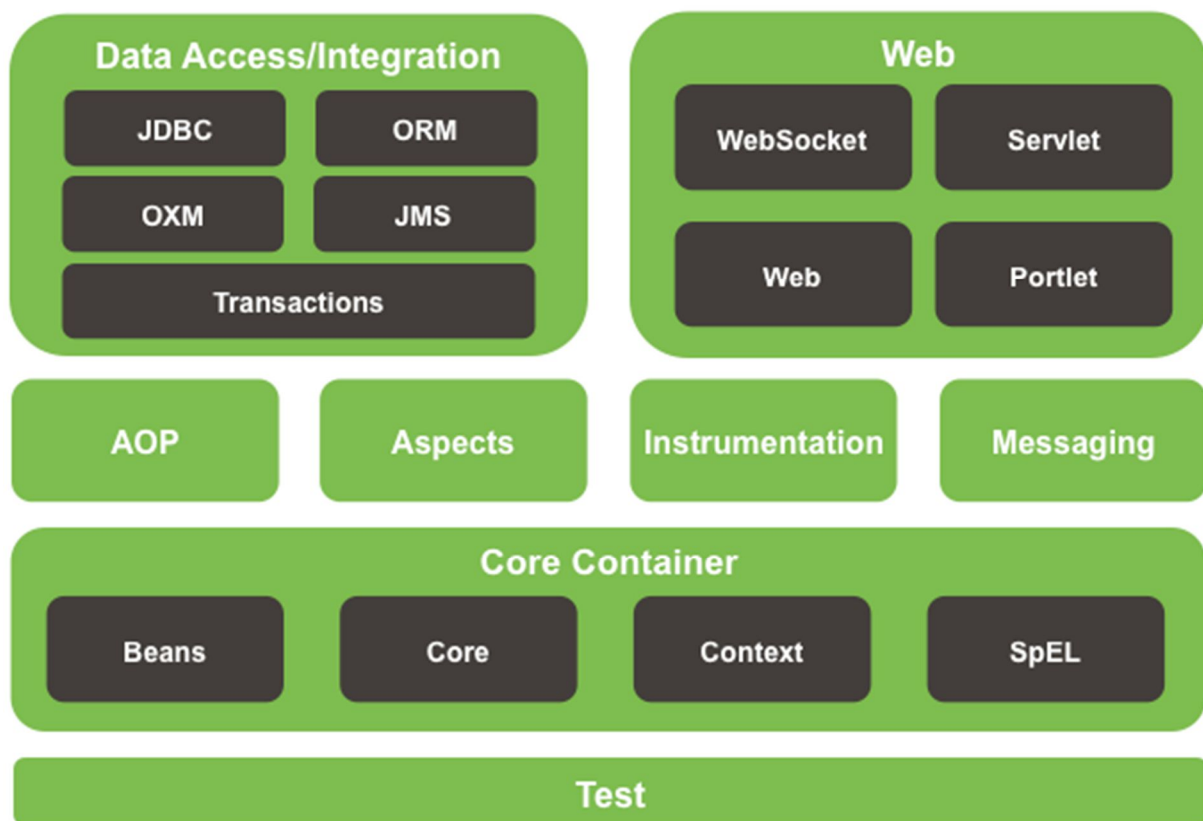 Data Access/Integration
JDBC
ORM
OXM
JMS
Transactions
Web
WebSocket
Servlet
Web
Portlet
AOP
Aspects
Instrumentation
Messaging
Core Container
Beans
Core
Context
SpEL
Test